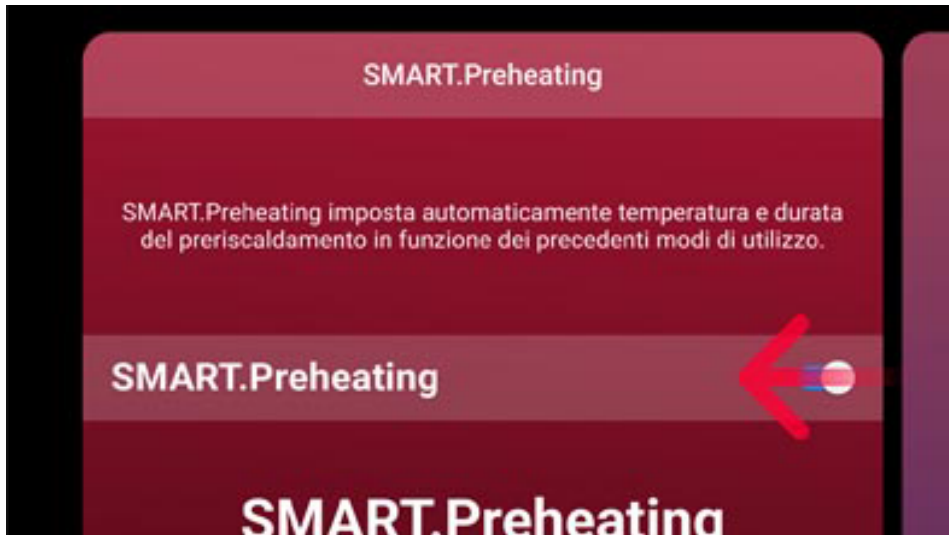 SMART.Preheating
SMART.Preheating imposta automaticamente temperatura e durata
del preriscaldamento in funzione dei precedenti modi di utilizzo.
SMART.Preheating
SMART.Preheating